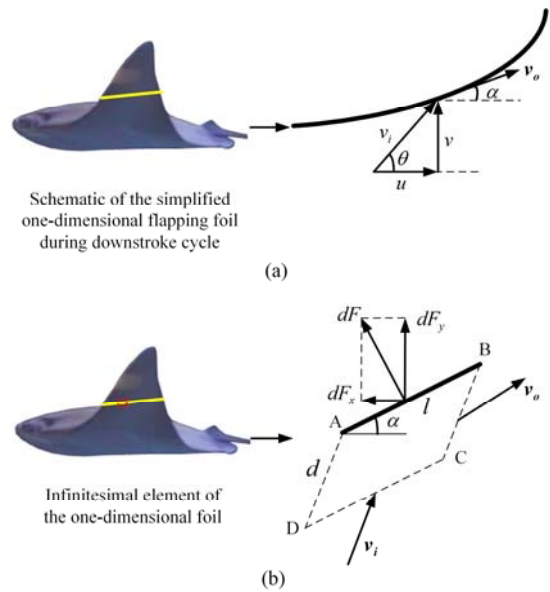 v_o
α
v_i
v
θ
u
Schematic of the simplified
one-dimensional flapping foil
during downstroke cycle
(a)
dF
dF_y
dF_x
B
l
v_o
A
α
C
d
D
v_i
Infinitesimal element of
the one-dimensional foil
(b)